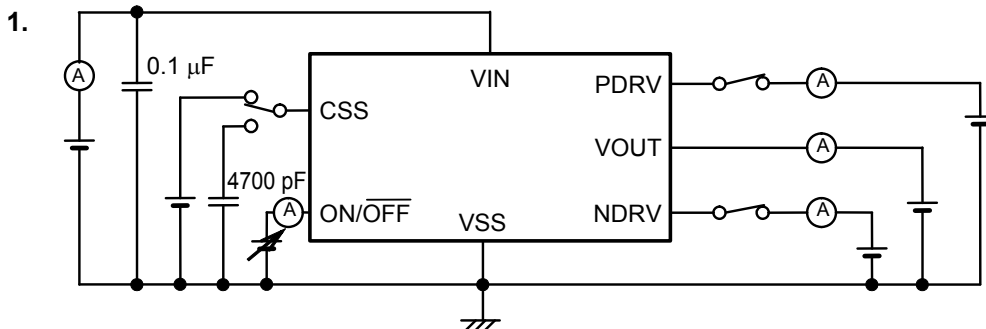 1.
A
0.1 μF
VIN
PDRV
A
CSS
VOUT
A
4700 pF
A
ON/OFF
VSS
NDRV
A